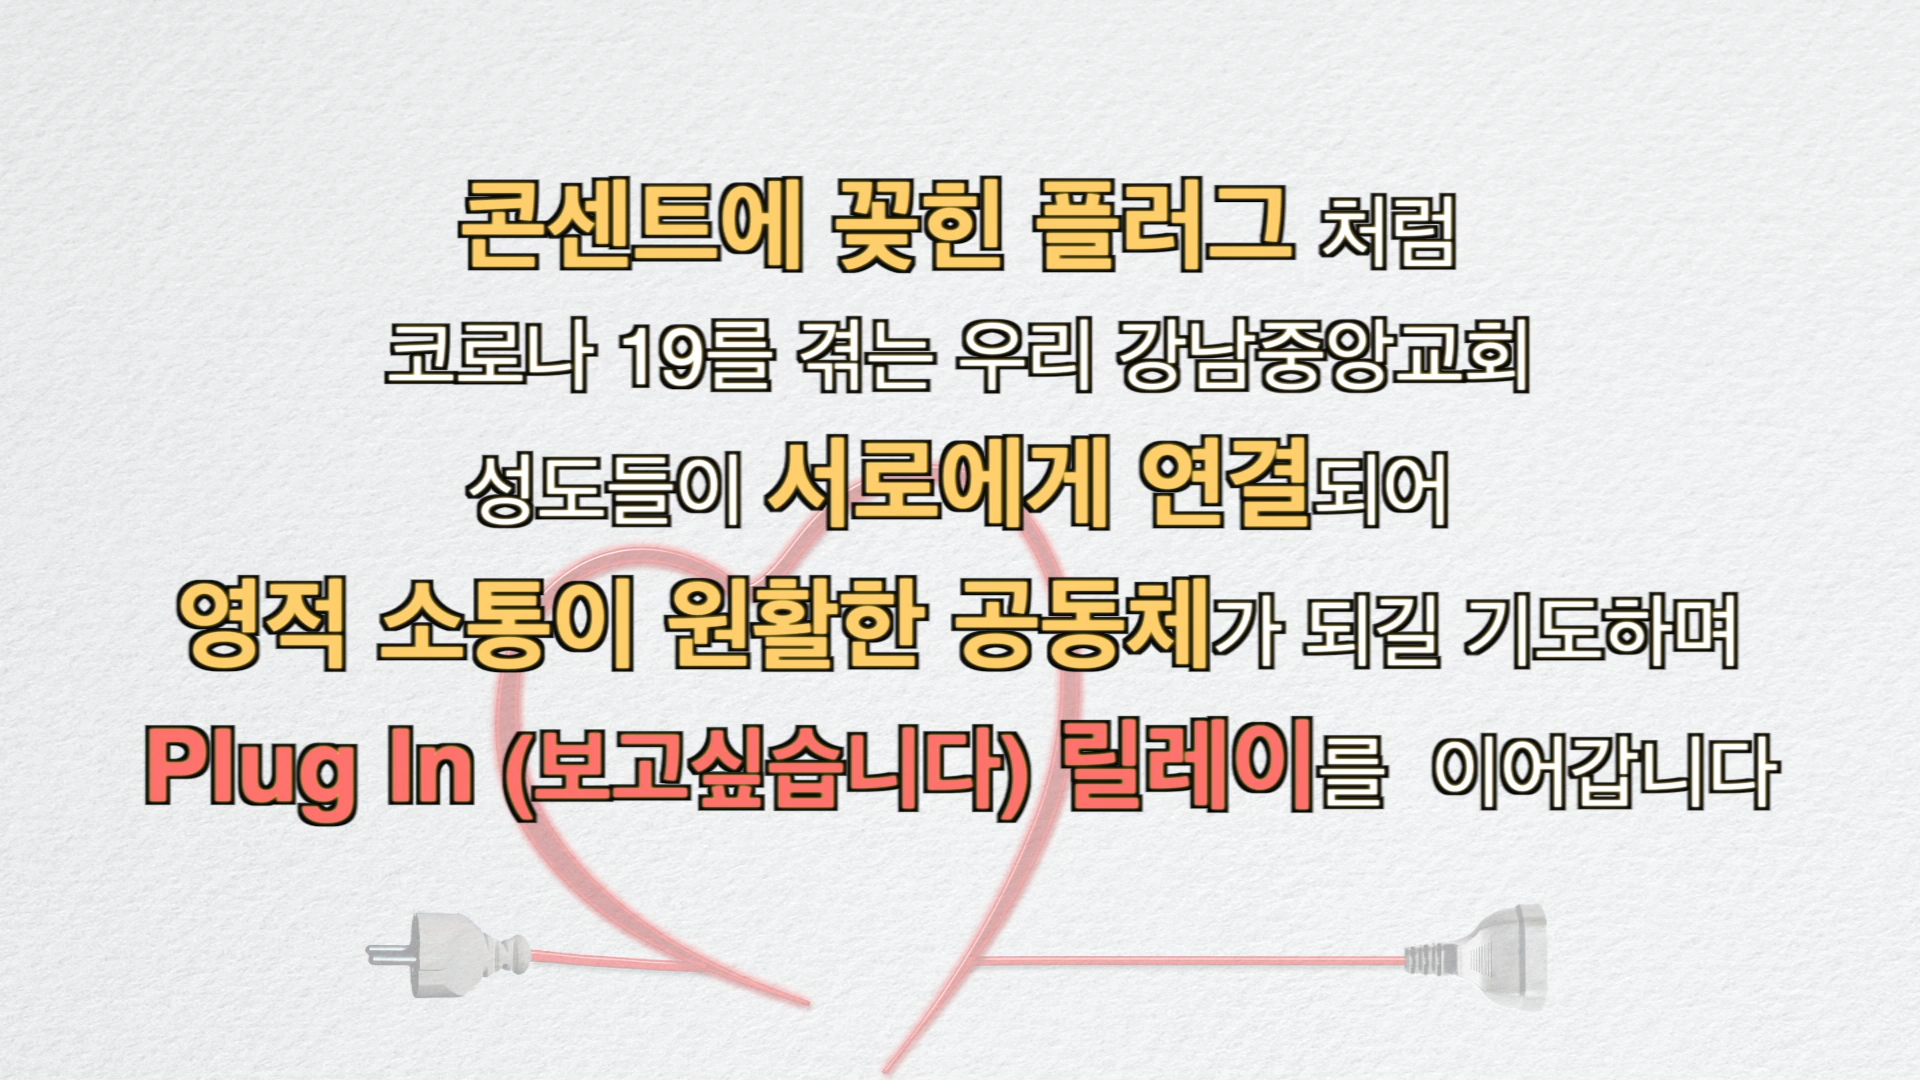 콘센트에 꽂힌 플러그 처럼
코로나 19를 겪는 우리 강남중앙교회
성도들이 서로에게 연결되어
영적 소통이 원활한 공동체가 되길 기도하며
Plug In (보고싶습니다) 릴레이를 이어갑니다